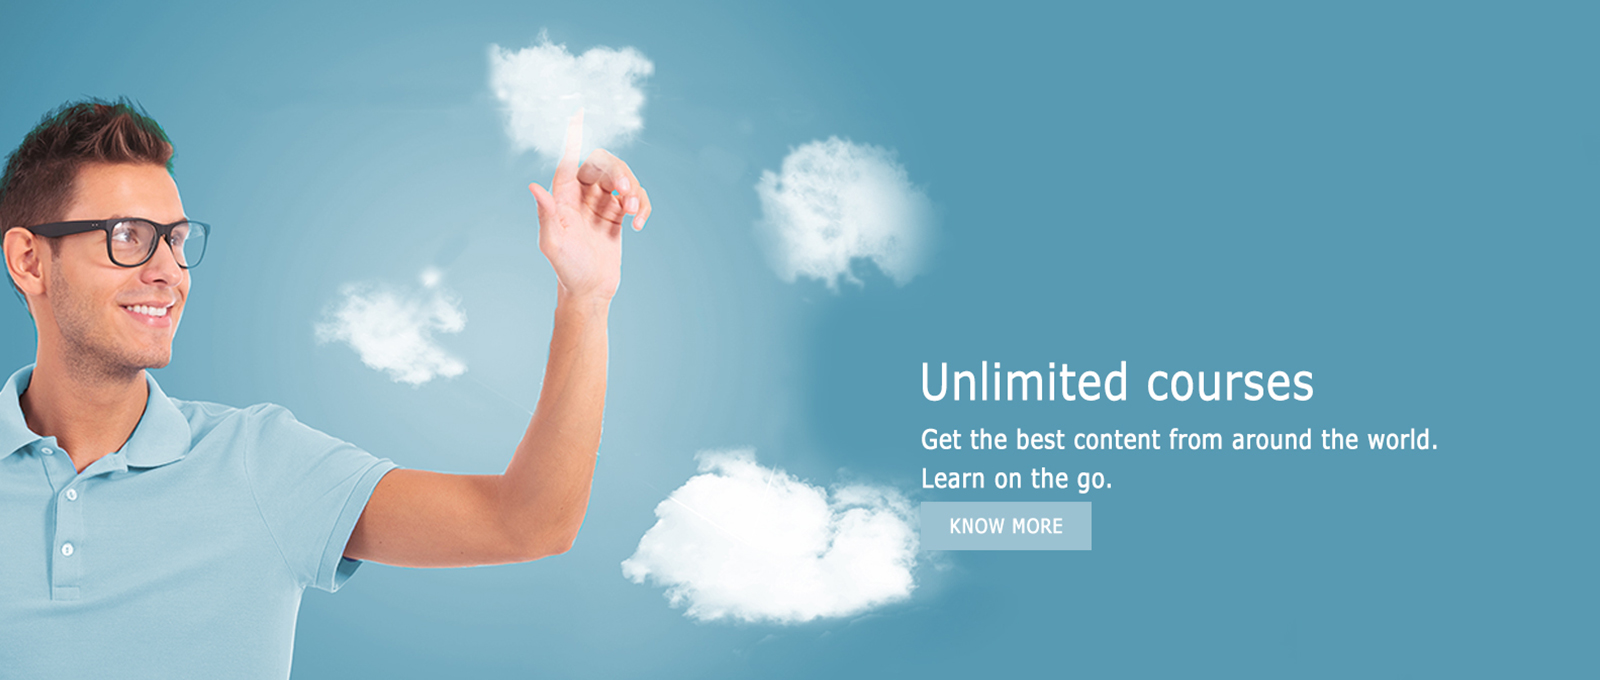 Unlimited courses
Get the best content from around the world.
Learn on the go.
KNOW MORE